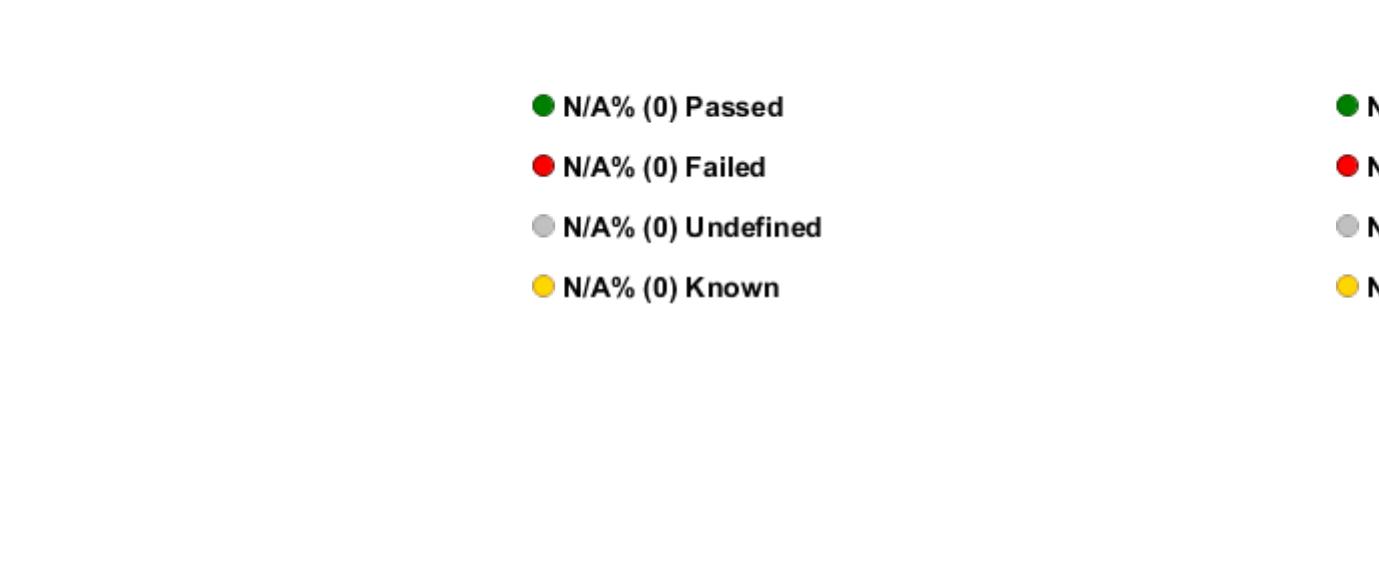 N/A% (0) Passed
N/A% (0) Failed
N/A% (0) Undefined
N/A% (0) Known